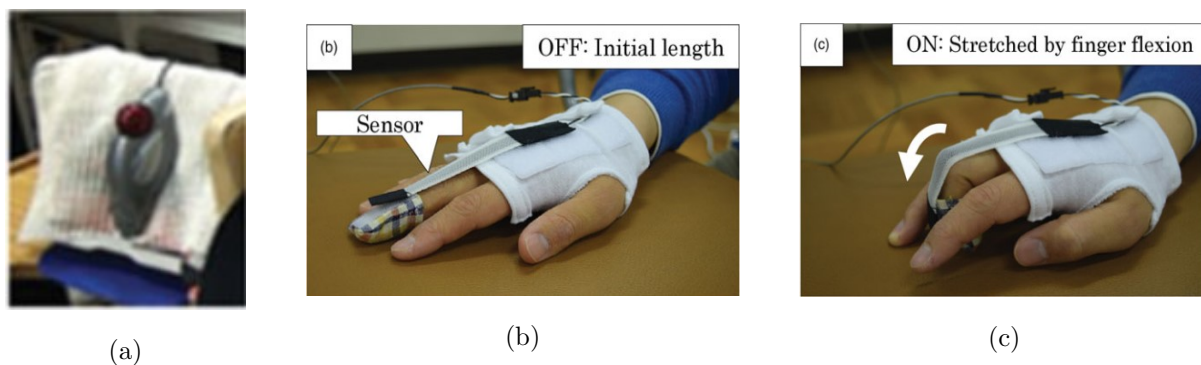 (b)
OFF: Initial length
Sensor
(c)
ON: Stretched by finger flexion
(a)
(b)
(c)